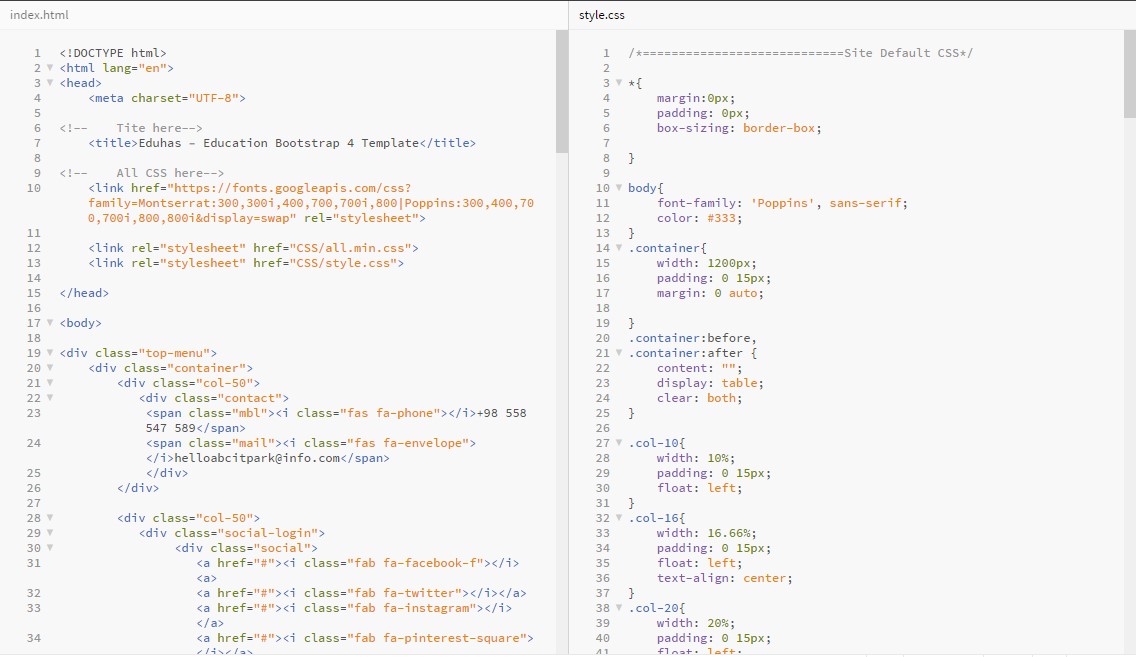 index.html
1 <!DOCTYPE html>
2 <html lang="en">
3 <head>
4 <meta charset="UTF-8">
5
6 <!-- Tite here-->
7 <title>Eduhas – Education Bootstrap 4 Template</title>
8
9 <!-- All CSS here-->
10 <link href="https://fonts.googleapis.com/css?
family=Montserrat:300,300i,400,700,700i,800|Poppins:300,400,70
0,700i,800,800i&display=swap" rel="stylesheet">
11
12 <link rel="stylesheet" href="CSS/all.min.css">
13 <link rel="stylesheet" href="CSS/style.css">
14
15 </head>
16
17 <body>
18
19 <div class="top-menu">
20 <div class="container">
21 <div class="col-50">
22 <div class="contact">
23 <span class="mbl"><i class="fas fa-phone"></i>+98 558
547 589</span>
24 <span class="mail"><i class="fas fa-envelope">
</i>helloabcitpark@info.com</span>
25 </div>
26 </div>
27
28 <div class="col-50">
29 <div class="social-login">
30 <div class="social">
31 <a href="#"><i class="fab fa-facebook-f"></i>
<a>
32 <a href="#"><i class="fab fa-twitter"></i></a>
33 <a href="#"><i class="fab fa-instagram"></i>
</a>
34 <a href="#"><i class="fab fa-pinterest-square">
</i></a>
style.css
1 /*============================Site Default CSS*/
2
3 *{
4 margin:0px;
5 padding: 0px;
6 box-sizing: border-box;
7
8 }
9
10 body{
11 font-family: 'Poppins', sans-serif;
12 color: #333;
13 }
14 .container{
15 width: 1200px;
16 padding: 0 15px;
17 margin: 0 auto;
18
19 }
20 .container:before,
21 .container:after {
22 content: "";
23 display: table;
24 clear: both;
25 }
26
27 .col-10{
28 width: 10%;
29 padding: 0 15px;
30 float: left;
31 }
32 .col-16{
33 width: 16.66%;
34 padding: 0 15px;
35 float: left;
36 text-align: center;
37 }
38 .col-20{
39 width: 20%;
40 padding: 0 15px;
41 float: left;